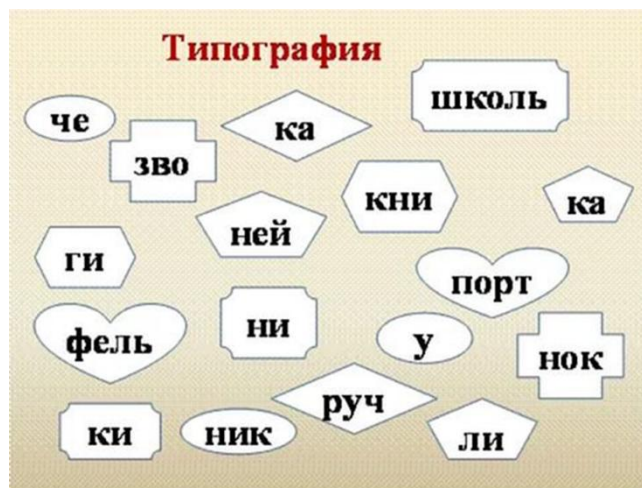 Типография
школь
че
ка
зво
кни
ка
ней
ги
порт
ни
фель
у
нок
руч
ки
ник
ли